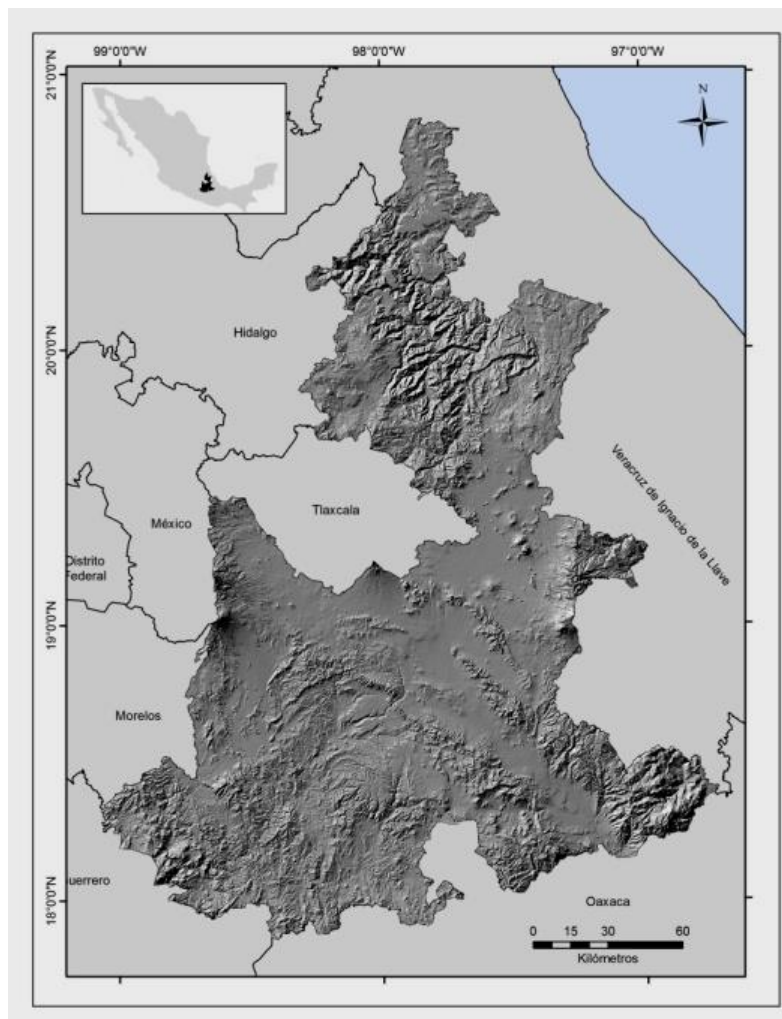 99°0'0"W
98°0'0"W
97°0'0"W
21°0'0"N
N
20°0'0"N
Hidalgo
Veracruz de Ignacio de la Llave
México
Tlaxcala
Distrito
Federal
19°0'0"N
Morelos
uerrero
18°0'0"N
Oaxaca
0 15 30 60
Kilómetros